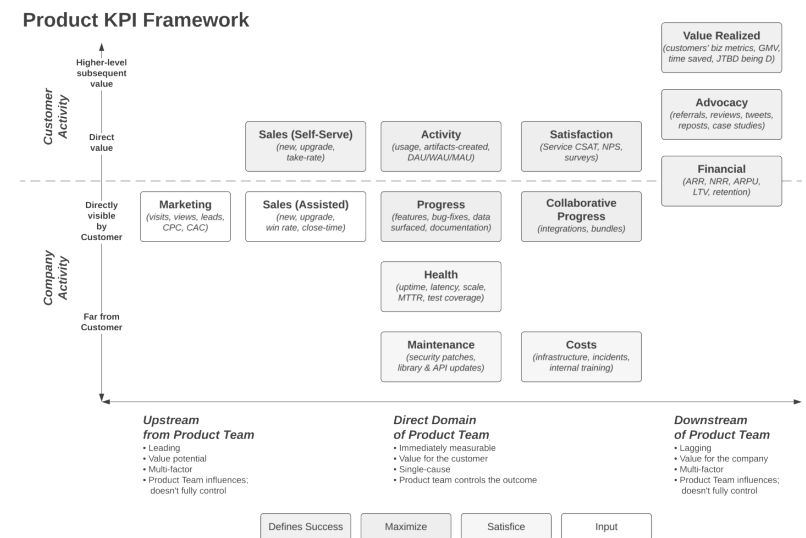 Product KPI Framework
Value Realized
(customers' biz metrics, GMV,
time saved, JTBD being D)
Higher-level
subsequent
value
Customer
Activity
Advocacy
(referrals, reviews, tweets,
reposts, case studies)
Direct
value
Sales (Self-Serve)
(new, upgrade,
take-rate)
Activity
(usage, artifacts-created,
DAU/WAU/MAU)
Satisfaction
(Service CSAT, NPS,
surveys)
Financial
(ARR, NRR, ARPU,
LTV, retention)
Directly
visible
by
Customer
Marketing
(visits, views, leads,
CPC, CAC)
Sales (Assisted)
(new, upgrade,
win rate, close-time)
Progress
(features, bug-fixes, data
surfaced, documentation)
Collaborative
Progress
(integrations, bundles)
Company
Activity
Health
(uptime, latency, scale,
MTTR, test coverage)
Far from
Customer
Maintenance
(security patches,
library & API updates)
Costs
(infrastructure, incidents,
internal training)
Upstream
from Product Team
• Leading
• Value potential
• Multi-factor
• Product Team influences;
doesn't fully control
Direct Domain
of Product Team
• Immediately measurable
• Value for the customer
• Single-cause
• Product team controls the outcome
Downstream
of Product Team
• Lagging
• Value for the company
• Multi-factor
• Product Team influences;
doesn't fully control
Defines Success
Maximize
Satisfice
Input